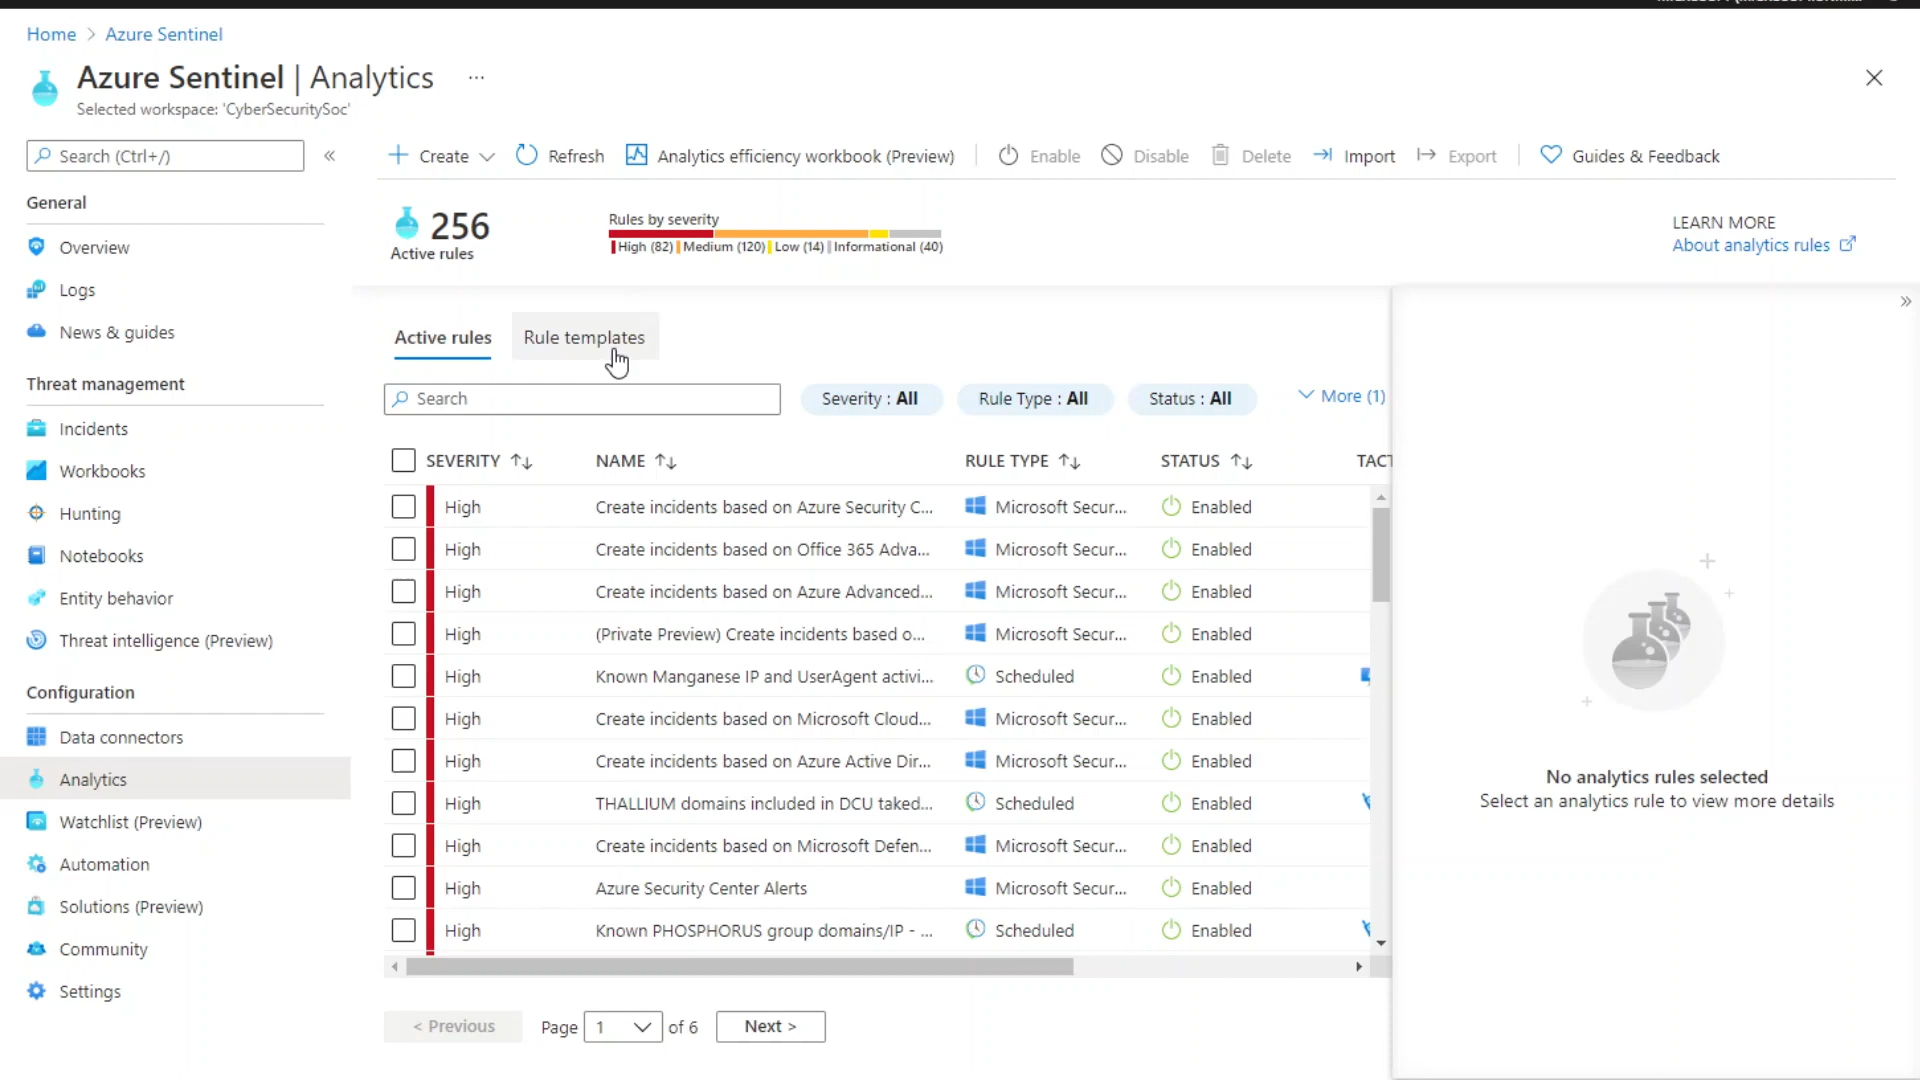 Home > Azure Sentinel
Azure Sentinel | Analytics ...
Selected workspace: 'CyberSecuritySoc'
Search (Ctrl+/) «
General
Overview
Logs
News & guides
Threat management
Incidents
Workbooks
Hunting
Notebooks
Entity behavior
Threat intelligence (Preview)
Configuration
Data connectors
Analytics
Watchlist (Preview)
Automation
Solutions (Preview)
Community
Settings
Create Refresh Analytics efficiency workbook (Preview) Enable Disable Delete Import Export Guides & Feedback
256
Active rules
Rules by severity
High (82) Medium (120) Low (14) Informational (40)
LEARN MORE
About analytics rules
Active rules Rule templates
Search Severity : All Rule Type : All Status : All More (1)
SEVERITY NAME RULE TYPE STATUS TACT
High Create incidents based on Azure Security C... Microsoft Secur... Enabled
High Create incidents based on Office 365 Adva... Microsoft Secur... Enabled
High Create incidents based on Azure Advanced... Microsoft Secur... Enabled
High (Private Preview) Create incidents based o... Microsoft Secur... Enabled
High Known Manganese IP and UserAgent activi... Scheduled Enabled
High Create incidents based on Microsoft Cloud... Microsoft Secur... Enabled
High Create incidents based on Azure Active Dir... Microsoft Secur... Enabled
High THALLIUM domains included in DCU taked... Scheduled Enabled
High Create incidents based on Microsoft Defen... Microsoft Secur... Enabled
High Azure Security Center Alerts Microsoft Secur... Enabled
High Known PHOSPHORUS group domains/IP - ... Scheduled Enabled
< Previous Page 1 of 6 Next >
»
No analytics rules selected
Select an analytics rule to view more details